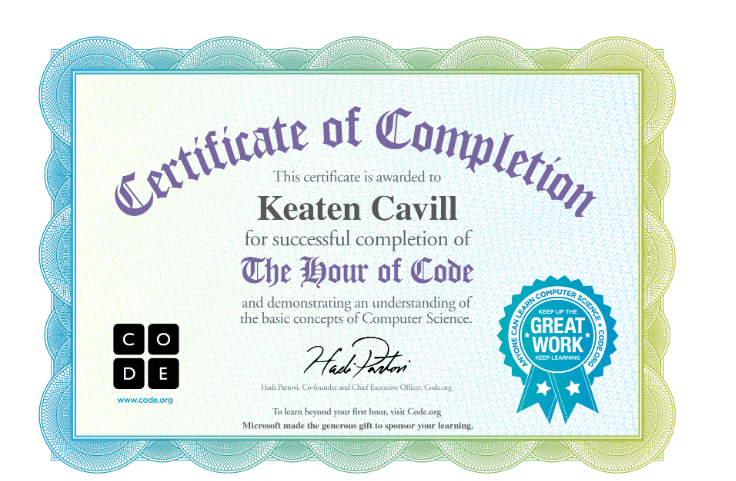 Certificate of Completion
This certificate is awarded to
Keaten Cavill
for successful completion of
The Hour of Code
and demonstrating an understanding of
the basic concepts of Computer Science.
C O
D E
www.code.org
Hadi Partovi
Hadi Partovi, Co-founder and Chief Executive Officer, Code.org
To learn beyond your first hour, visit Code.org
Microsoft made the generous gift to sponsor your learning.
ANYONE CAN LEARN COMPUTER SCIENCE • CODE.ORG
KEEP UP THE
GREAT
WORK
KEEP LEARNING